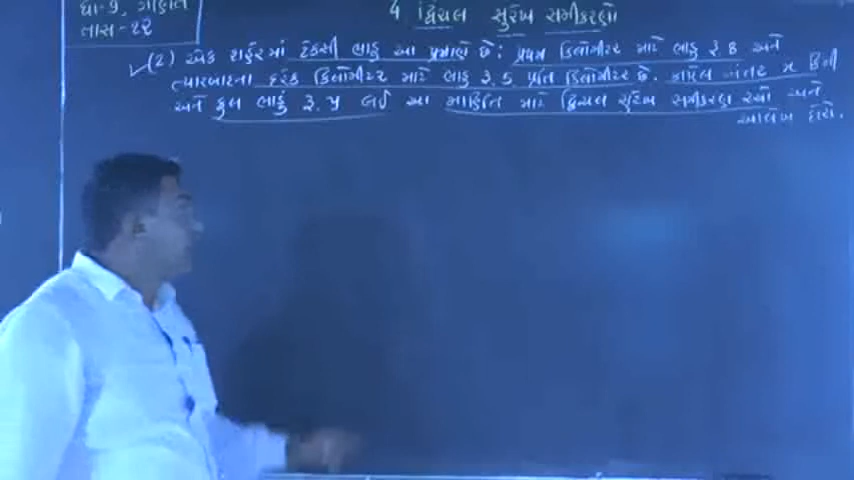 ધો-9, ગણિત
તાસ - ૧૨
4 દ્વિચલ સુરેખ સમીકરણો
(2) એક શહેરમાં ટેક્સી ભાડુ આ પ્રમાણે છે : પ્રથમ કિલોમીટર માટે ભાડુ રૂ 8 અને
ત્યારબાદના દરેક કિલોમીટર માટે ભાડુ રૂ. 5 પ્રતિ કિલોમીટર છે. કાપેલ અંતર x કિમી
અને કુલ ભાડું રૂ. y લઈ આ માહિતિ માટે દ્વિચલ સુરેખ સમીકરણ રચો અને
આલેખ દોરો.